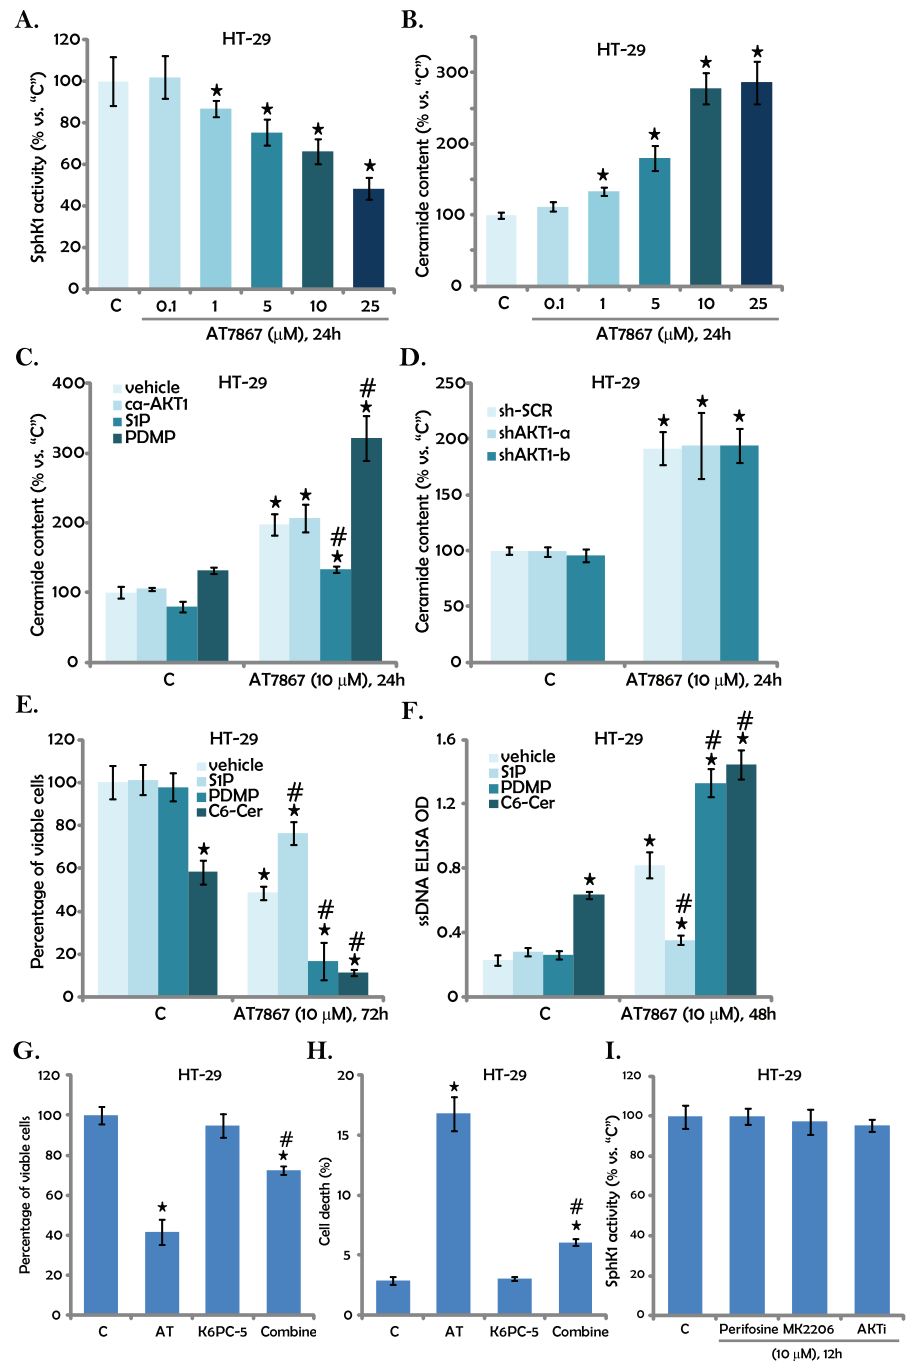 A.
HT-29
SphK1 activity (% vs. “C”)
120
100
80
60
40
20
0
C
0.1
1
5
10
25
AT7867 (µM), 24h
B.
HT-29
Ceramide content (% vs. “C”)
300
200
100
0
C
0.1
1
5
10
25
AT7867 (µM), 24h
C.
HT-29
Ceramide content (% vs. “C”)
400
300
200
100
0
vehicle
ca-AKT1
S1P
PDMP
#
#
C
AT7867 (10 µM), 24h
D.
HT-29
Ceramide content (% vs. “C”)
250
200
150
100
50
0
sh-SCR
shAKT1-a
shAKT1-b
C
AT7867 (10 µM), 24h
E.
HT-29
Percentage of viable cells
120
100
80
60
40
20
0
vehicle
S1P
PDMP
C6-Cer
#
#
#
C
AT7867 (10 µM), 72h
F.
HT-29
ssDNA ELISA OD
1.6
1.2
0.8
0.4
0
vehicle
S1P
PDMP
C6-Cer
#
#
#
C
AT7867 (10 µM), 48h
G.
HT-29
Percentage of viable cells
120
100
80
60
40
20
0
#
C
AT
K6PC-5
Combine
H.
HT-29
Cell death (%)
20
15
10
5
0
#
C
AT
K6PC-5
Combine
I.
HT-29
SphK1 activity (% vs. “C”)
120
100
80
60
40
20
0
C
Perifosine
MK2206
AKTi
(10 µM), 12h